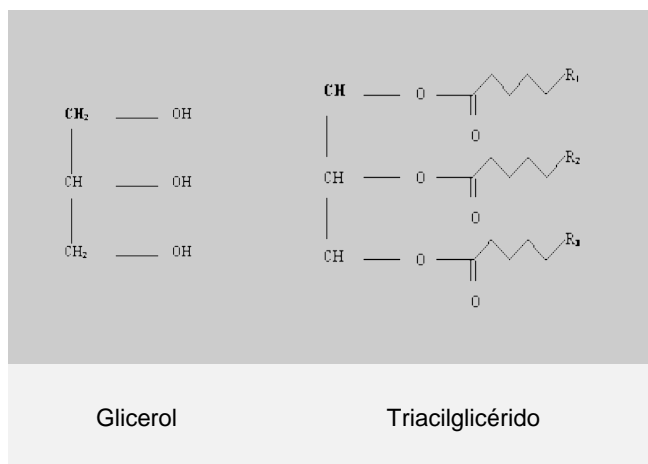 CH₂ OH
CH OH
CH₂ OH
CH O R₁
O
CH O R₂
O
CH O R₃
O
Glicerol
Triacilglicérido